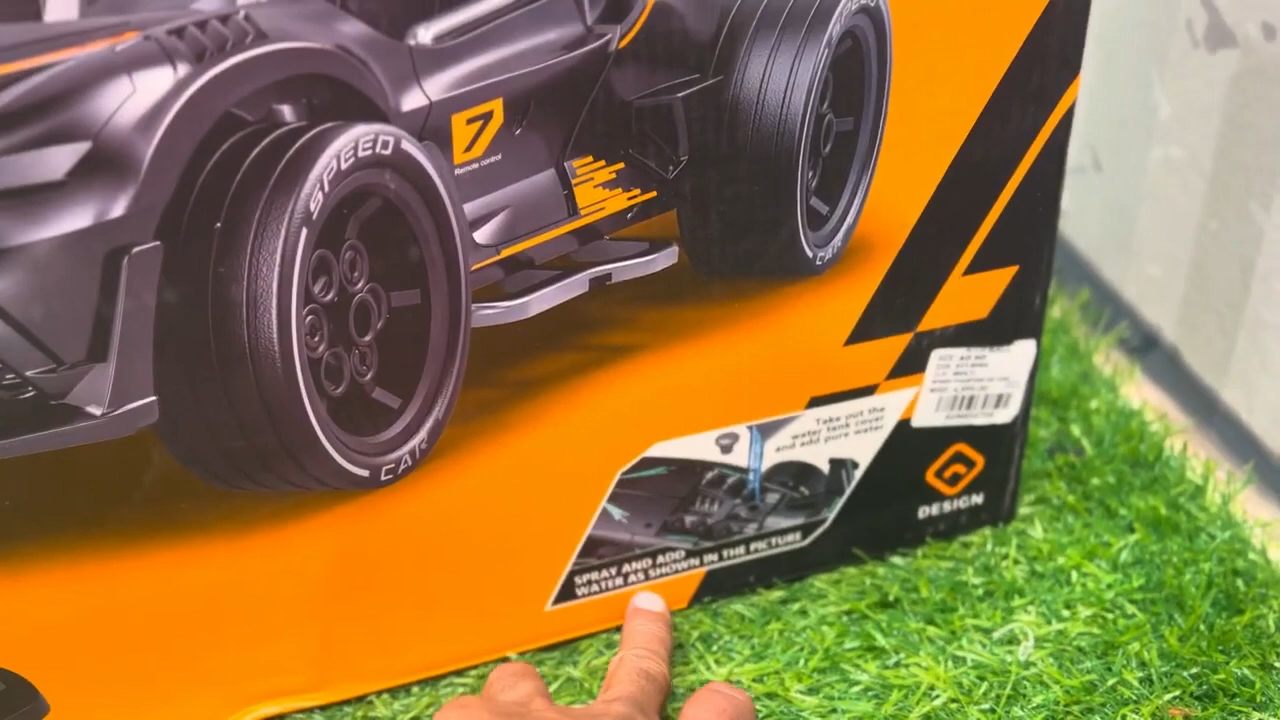 SPEED
7
Remote control
CAR
SPEED
CAR
Take put the
water tank cover
and add pure water
SPRAY AND ADD
WATER AS SHOWN IN THE PICTURE
DESIGN